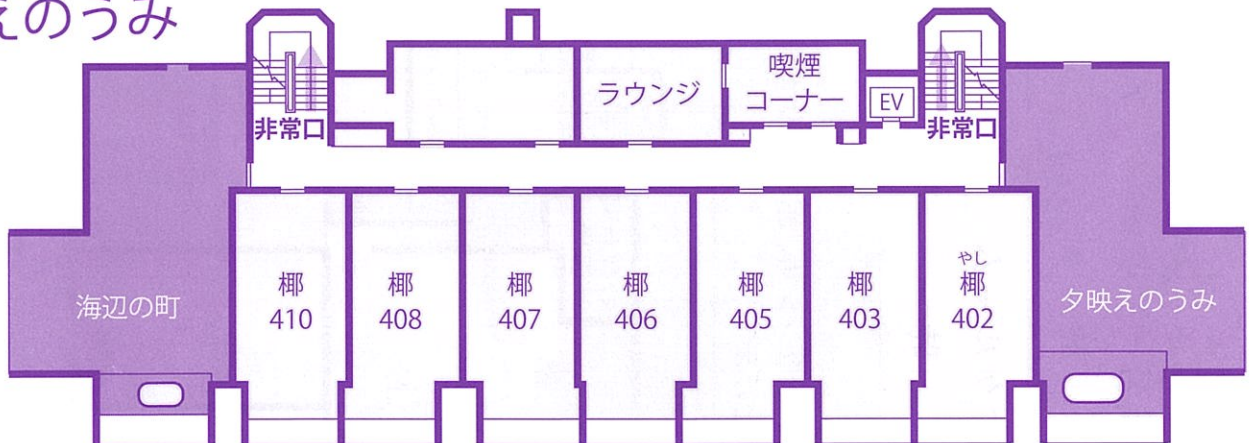 えのうみ
ラウンジ
喫煙
コーナー
EV
非常口
非常口
海辺の町
椰
410
椰
408
椰
407
椰
406
椰
405
椰
403
やし
椰
402
夕映えのうみ